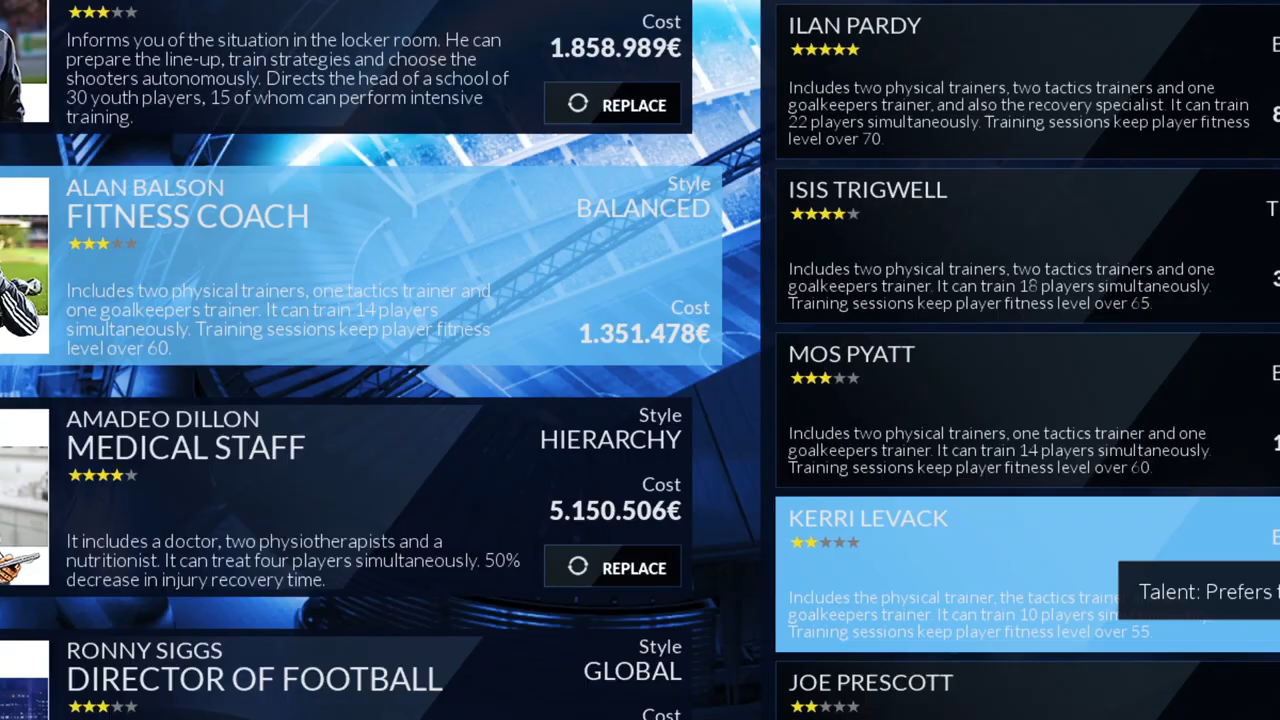 Cost
1.858.989€
Informs you of the situation in the locker room. He can
prepare the line-up, train strategies and choose the
shooters autonomously. Directs the head of a school of
30 youth players, 15 of whom can perform intensive
training.
REPLACE
ALAN BALSON
FITNESS COACH
Style
BALANCED
Includes two physical trainers, one tactics trainer and
one goalkeepers trainer. It can train 14 players
simultaneously. Training sessions keep player fitness
level over 60.
Cost
1.351.478€
AMADEO DILLON
MEDICAL STAFF
Style
HIERARCHY
Cost
5.150.506€
It includes a doctor, two physiotherapists and a
nutritionist. It can treat four players simultaneously. 50%
decrease in injury recovery time.
REPLACE
RONNY SIGGS
DIRECTOR OF FOOTBALL
Style
GLOBAL
Cost
ILAN PARDY
Includes two physical trainers, two tactics trainers and one
goalkeepers trainer, and also the recovery specialist. It can train
22 players simultaneously. Training sessions keep player fitness
level over 70.
ISIS TRIGWELL
Includes two physical trainers, two tactics trainers and one
goalkeepers trainer. It can train 18 players simultaneously.
Training sessions keep player fitness level over 65.
MOS PYATT
Includes two physical trainers, one tactics trainer and one
goalkeepers trainer. It can train 14 players simultaneously.
Training sessions keep player fitness level over 60.
KERRI LEVACK
Includes the physical trainer, the tactics traine
goalkeepers trainer. It can train 10 players sim
Training sessions keep player fitness level over 55.
Talent: Prefers
JOE PRESCOTT